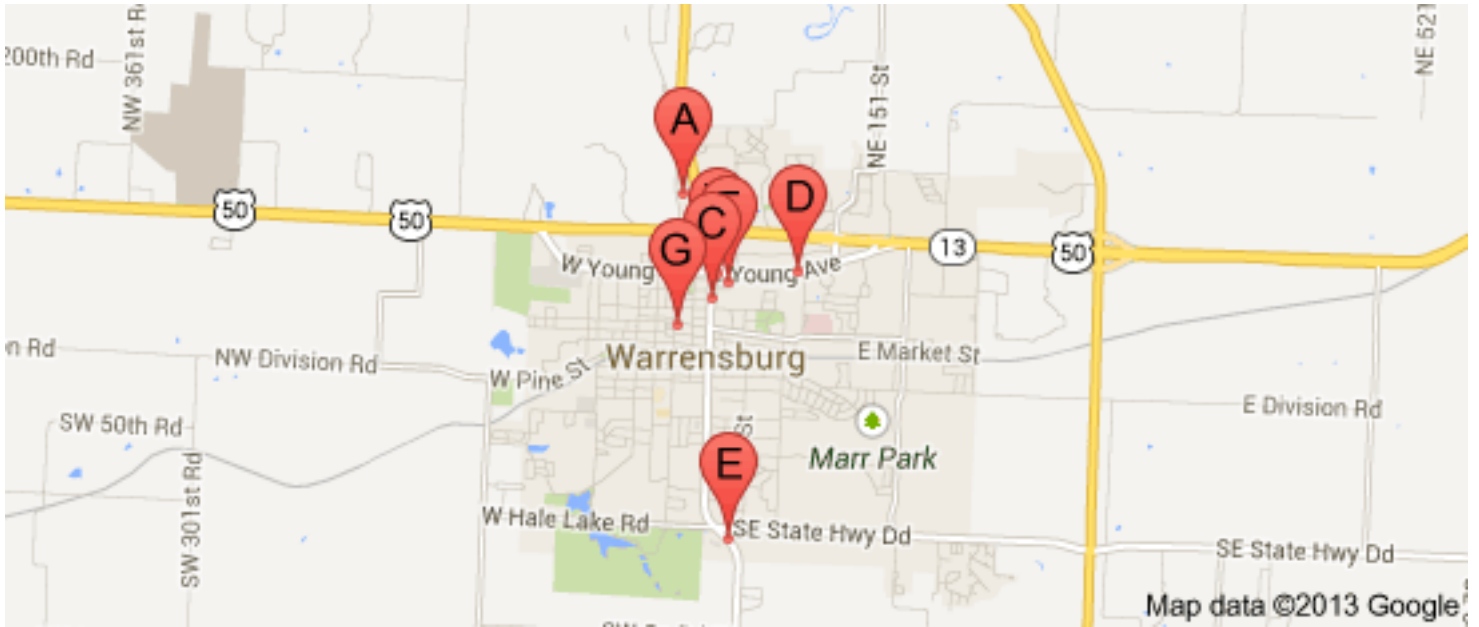 200th Rd
NW 361st Rd
NE 151 St
NE 521
A
D
C
G
50
50
13
50
W Young
Young Ave
NW Division Rd
W Pine St
Warrensburg
E Market St
E Division Rd
SW 50th Rd
St
Marr Park
E
SW 301st Rd
W Hale Lake Rd
SE State Hwy Dd
SE State Hwy Dd
Map data ©2013 Google